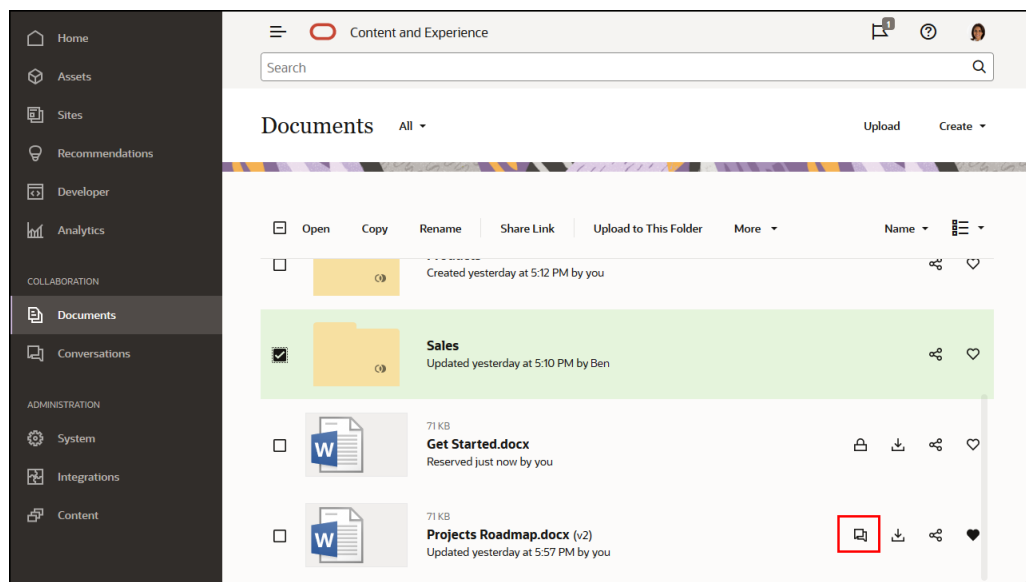 Home
Assets
Sites
Recommendations
Developer
Analytics
COLLABORATION
Documents
Conversations
ADMINISTRATION
System
Integrations
Content
Content and Experience
1
Search
Documents All
Upload Create
Open Copy Rename Share Link Upload to This Folder More Name
Created yesterday at 5:12 PM by you
Sales
Updated yesterday at 5:10 PM by Ben
71 KB
W
Get Started.docx
Reserved just now by you
71 KB
W
Projects Roadmap.docx (v2)
Updated yesterday at 5:57 PM by you